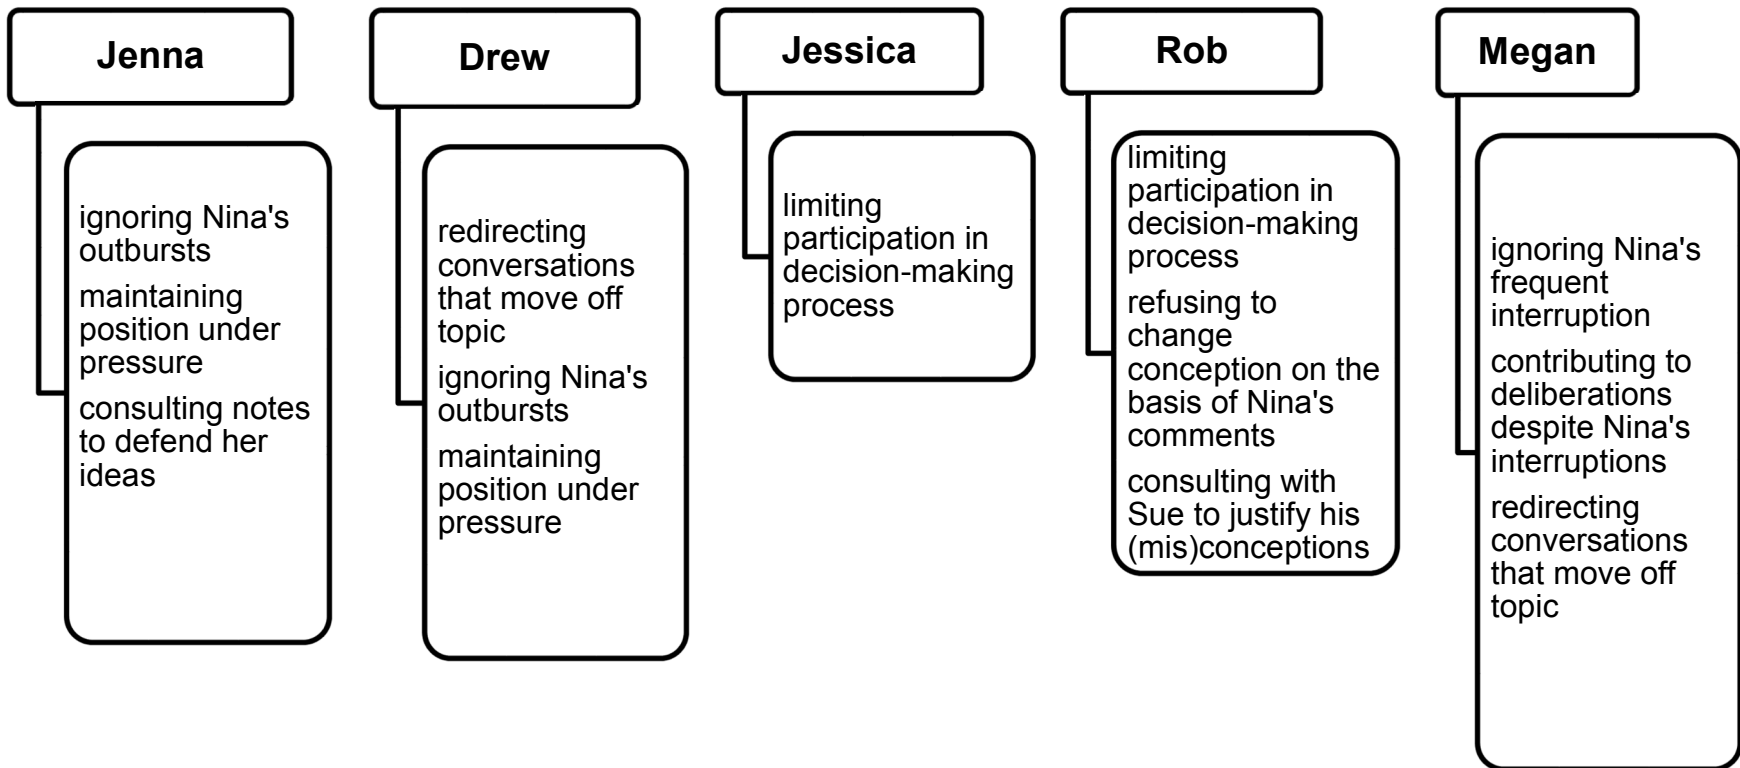 Jenna
ignoring Nina's
outbursts
maintaining
position under
pressure
consulting notes
to defend her
ideas
Drew
redirecting
conversations
that move off
topic
ignoring Nina's
outbursts
maintaining
position under
pressure
Jessica
limiting
participation in
decision-making
process
Rob
limiting
participation in
decision-making
process
refusing to
change
conception on the
basis of Nina's
comments
consulting with
Sue to justify his
(mis)conceptions
Megan
ignoring Nina's
frequent
interruption
contributing to
deliberations
despite Nina's
interruptions
redirecting
conversations
that move off
topic